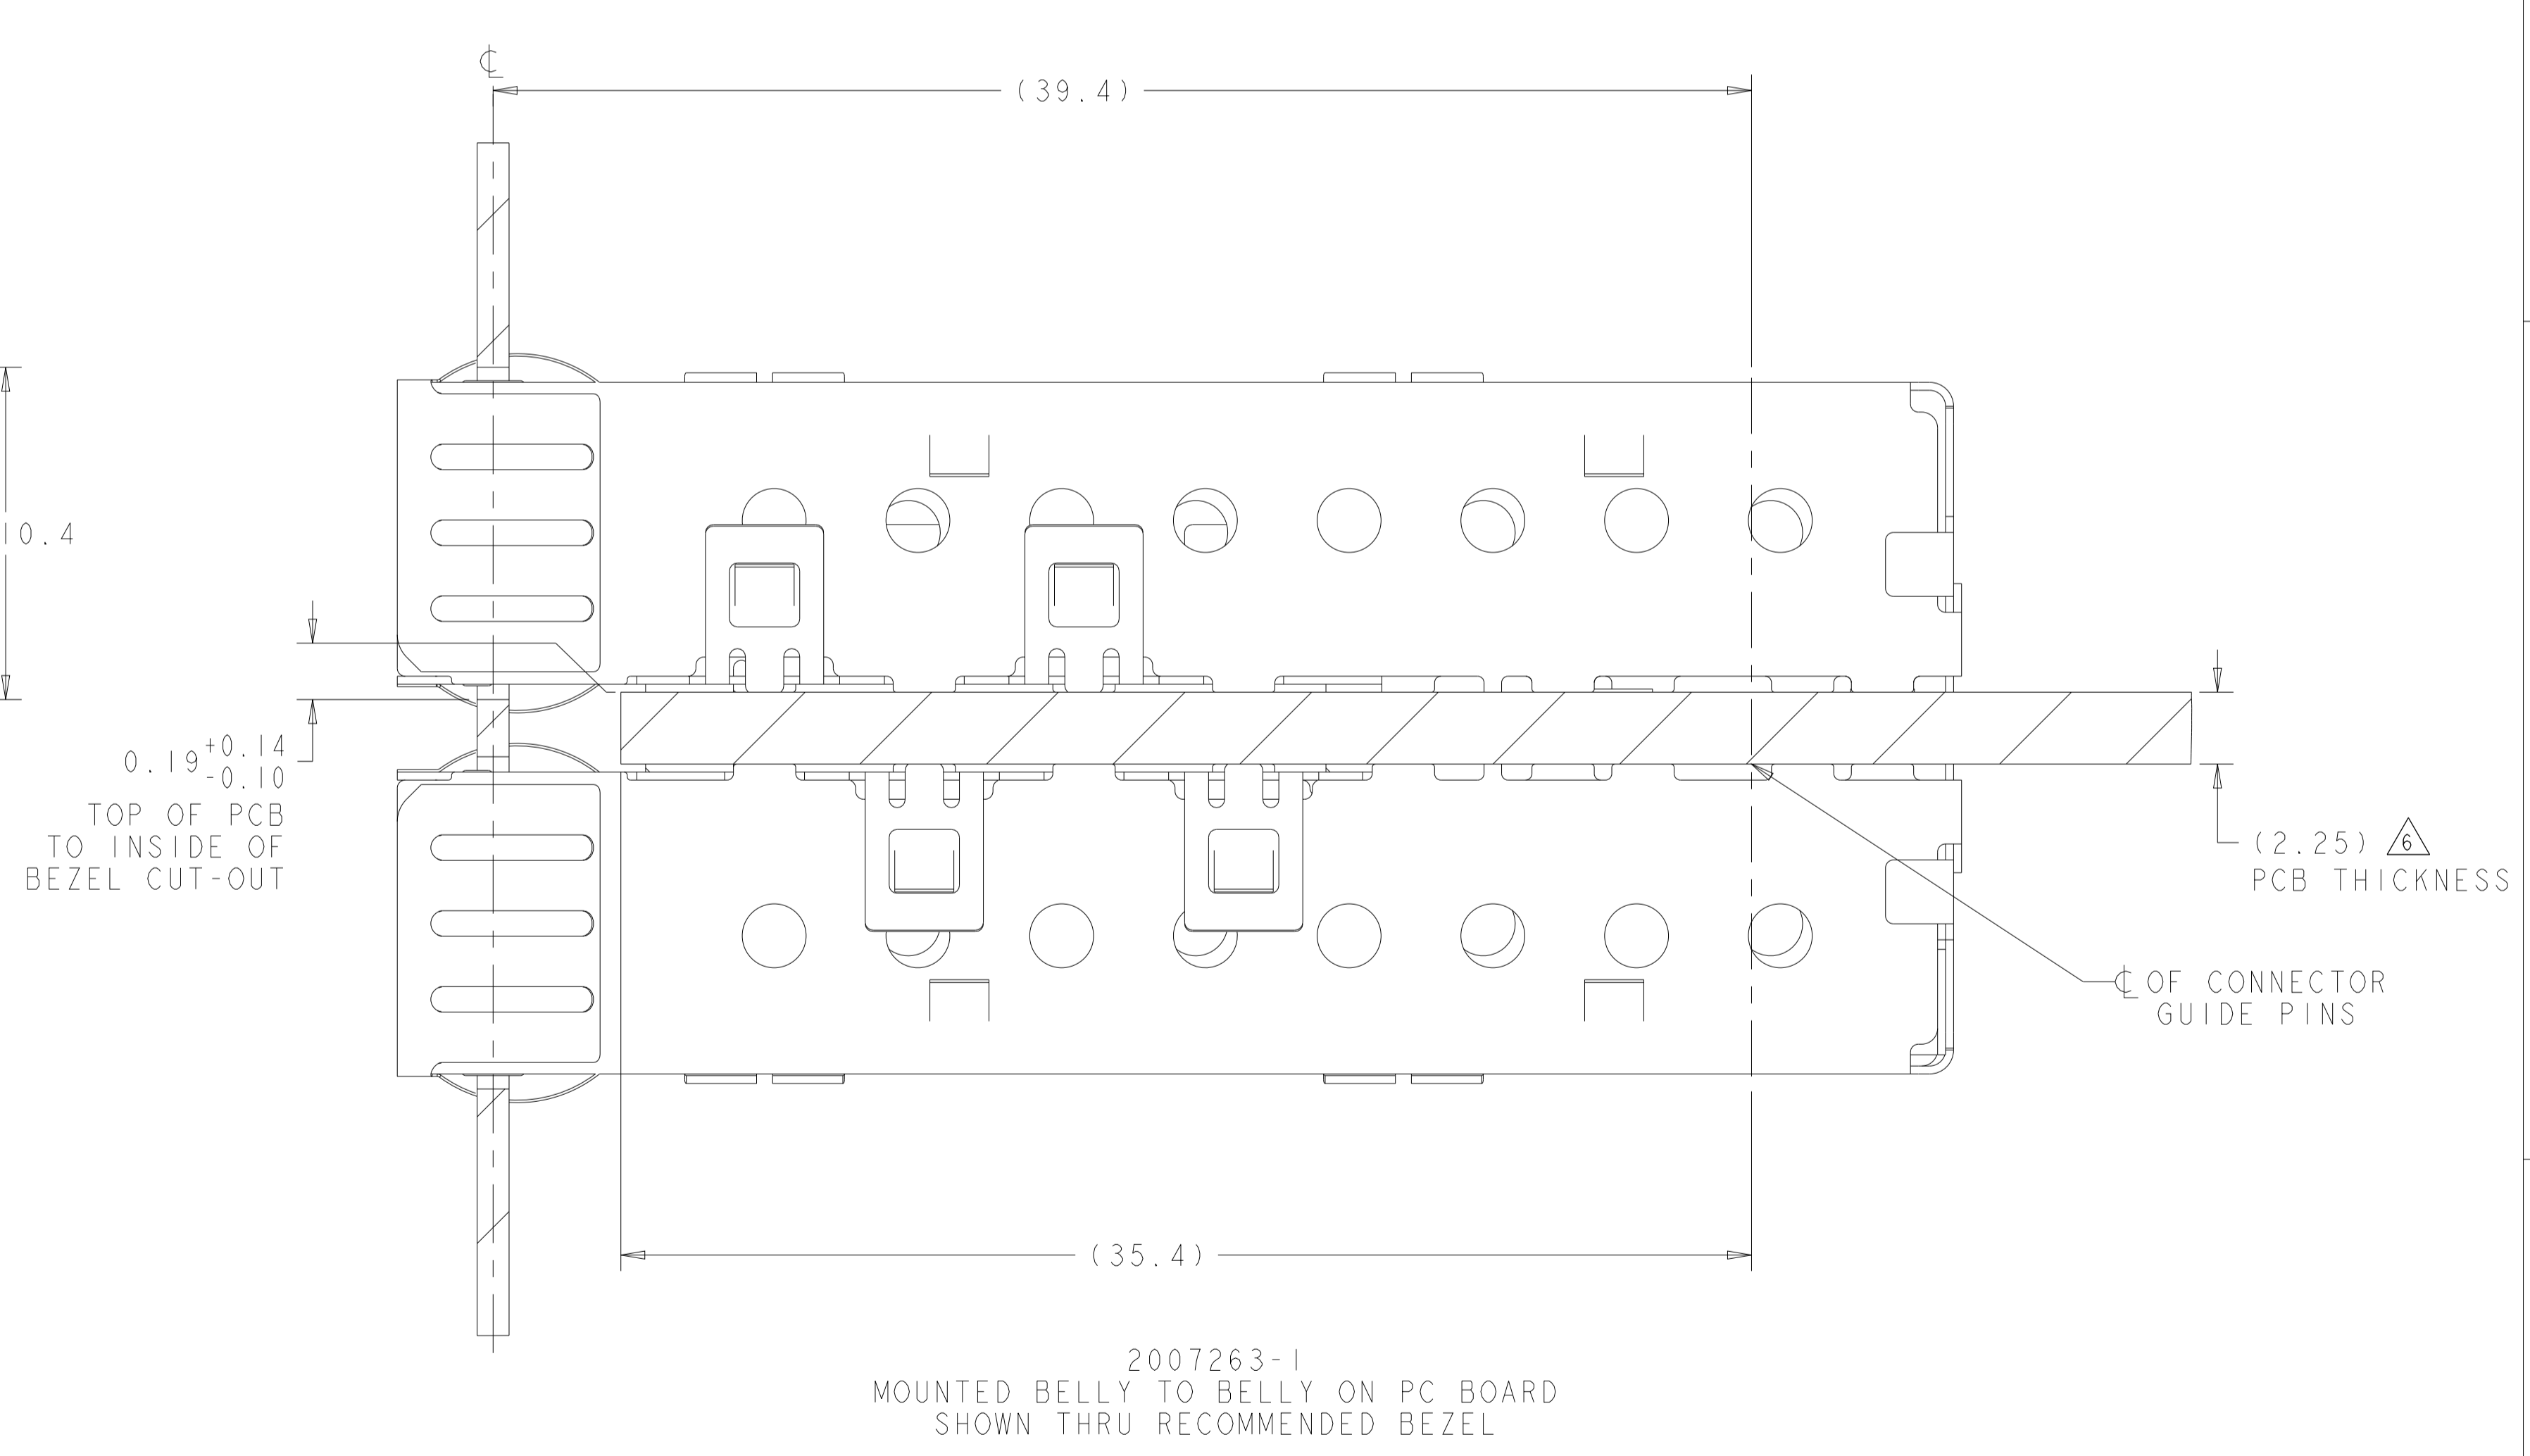 ℄
(39.4)
10.4
0.19 +0.14
-0.10
TOP OF PCB
TO INSIDE OF
BEZEL CUT-OUT
(2.25) 6
PCB THICKNESS
℄ OF CONNECTOR
GUIDE PINS
(35.4)
2007263-1
MOUNTED BELLY TO BELLY ON PC BOARD
SHOWN THRU RECOMMENDED BEZEL